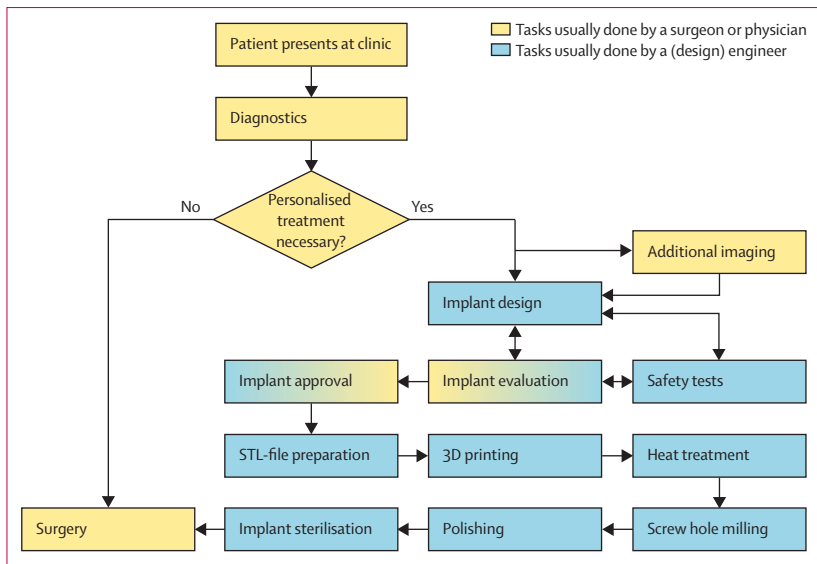 Tasks usually done by a surgeon or physician
Tasks usually done by a (design) engineer
Patient presents at clinic
Diagnostics
Personalised
treatment
necessary?
No
Yes
Additional imaging
Implant design
Implant approval
Implant evaluation
Safety tests
STL-file preparation
3D printing
Heat treatment
Surgery
Implant sterilisation
Polishing
Screw hole milling